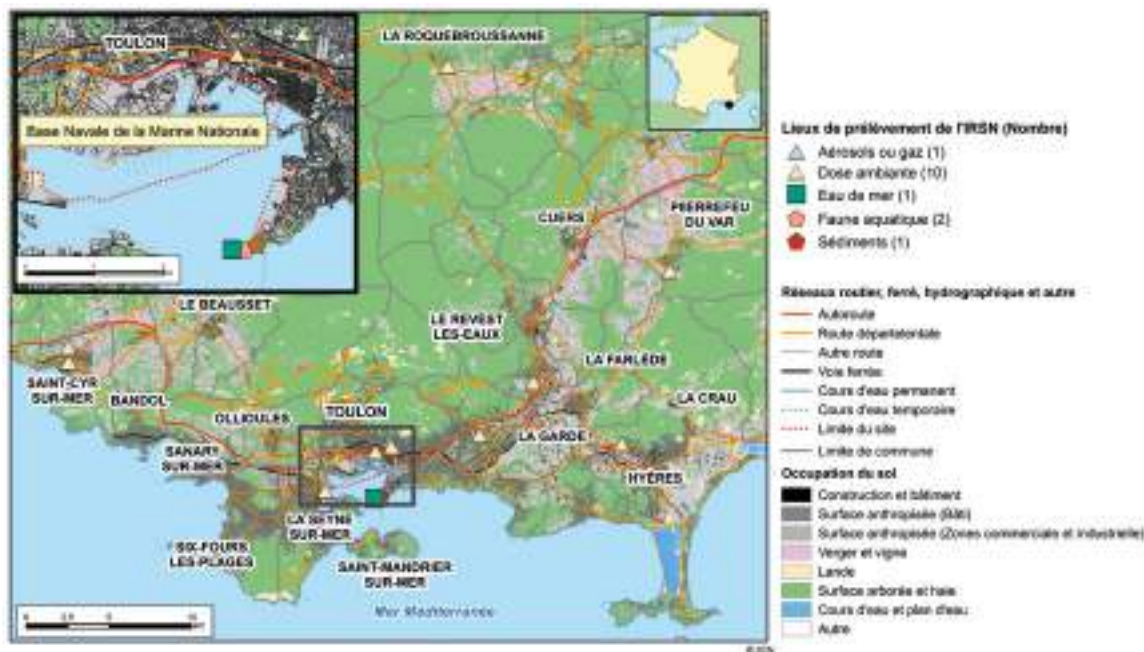 LA ROQUEBROUSSANNE
TOULON
Base Navale de la Marine Nationale
CUERS
PIERREFEU
DU VAR
LE BEAUSSET
LE REVEST
LES-EAUX
LA FARLÈDE
SAINT-CYR
SUR-MER
BANDOL
OLLIOULES
TOULON
LA CRAU
SANARY
SUR-MER
LA GARDE
HYÈRES
LA SEYNE
SUR-MER
SIX-FOURS
LES-PLAGES
SAINT-MANDRIER
SUR-MER
Mer Méditerranée
Lieux de prélèvement de l'IRSN (Nombre)
Aérosols ou gaz (1)
Dose ambiante (10)
Eau de mer (1)
Faune aquatique (2)
Sédiments (1)
Réseaux routier, ferré, hydrographique et autre
Autoroute
Route départementale
Autre route
Voie ferrée
Cours d'eau permanent
Cours d'eau temporaire
Limite du site
Limite de commune
Occupation du sol
Construction et bâtiment
Surface anthropisée (Bâti)
Surface anthropisée (Zones commerciale et industrielle)
Verger et vigne
Lande
Surface arborée et haie
Cours d'eau et plan d'eau
Autre